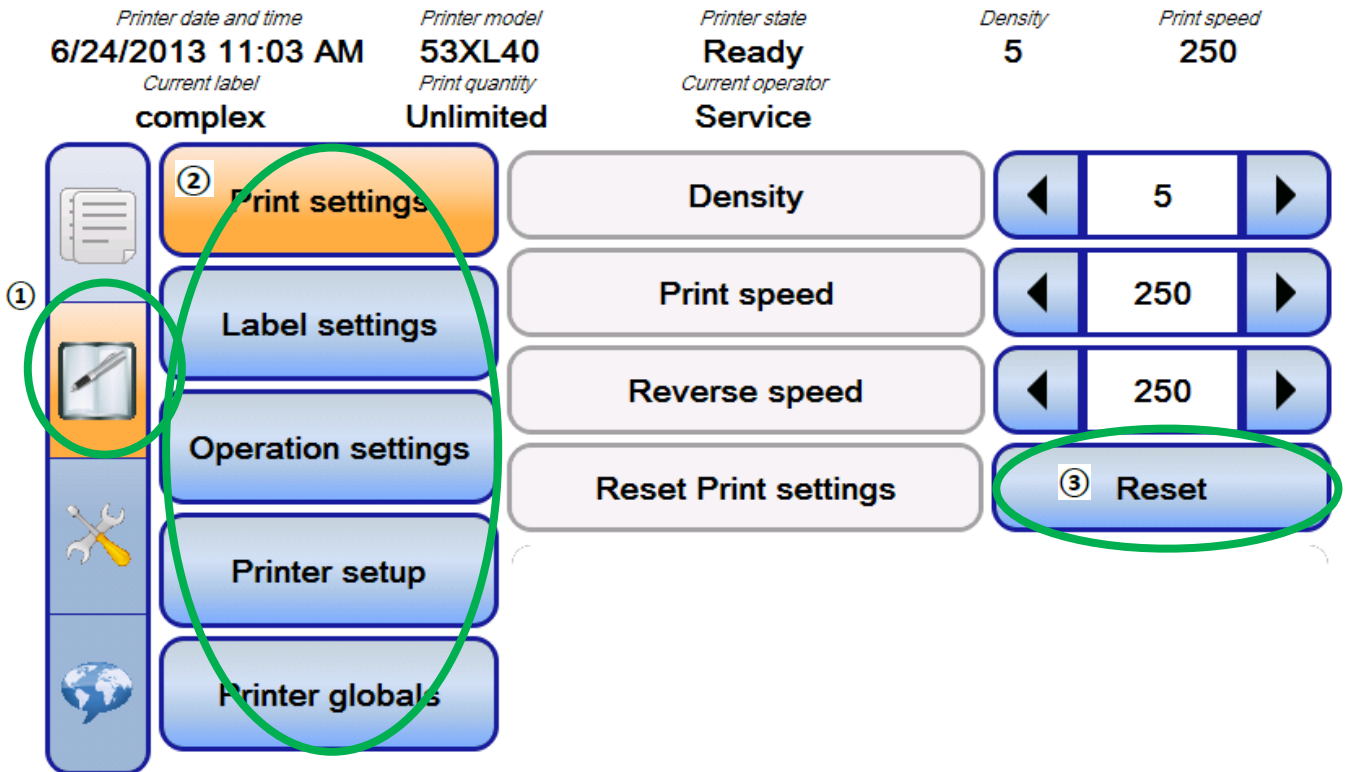 Printer date and time Printer model Printer state Density Print speed
6/24/2013 11:03 AM 53XL40 Ready 5 250
Current label Print quantity Current operator
complex Unlimited Service
② Print settings Density 5
① Label settings Print speed 250
Reverse speed 250
Operation settings Reset Print settings ③ Reset
Printer setup
Printer globals